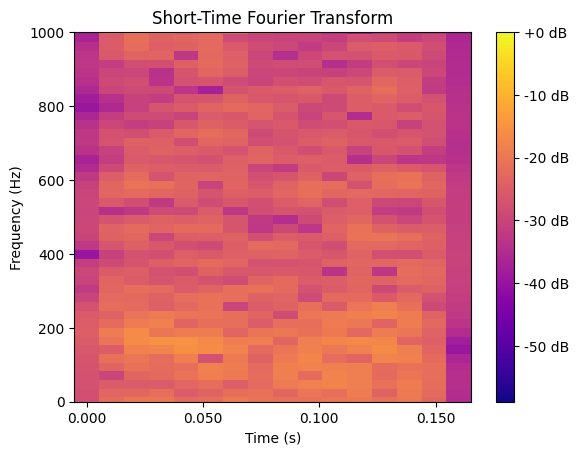 Short-Time Fourier Transform
1000
800
600
400
200
0
Frequency (Hz)
0.000
0.050
0.100
0.150
Time (s)
+0 dB
-10 dB
-20 dB
-30 dB
-40 dB
-50 dB